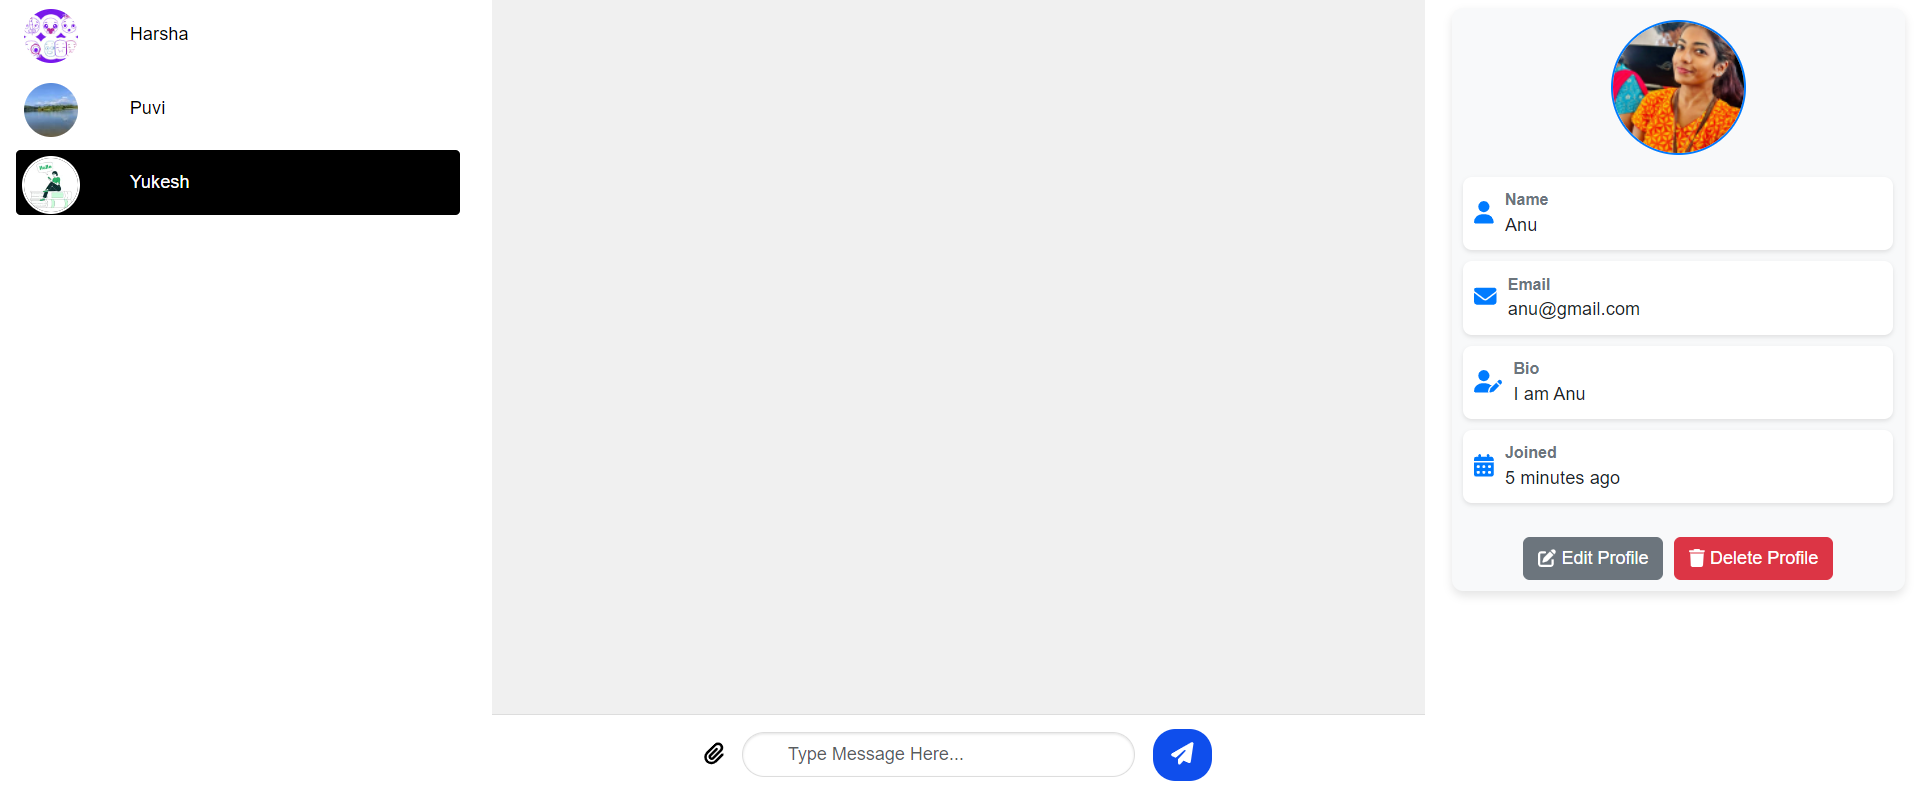 Harsha
Puvi
Yukesh
Type Message Here...
Name
Anu
Email
anu@gmail.com
Bio
I am Anu
Joined
5 minutes ago
Edit Profile
Delete Profile